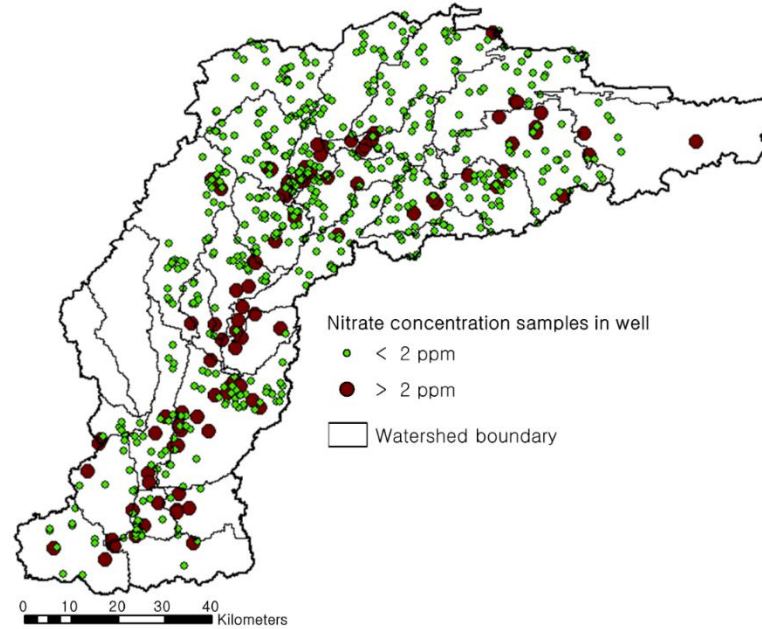 Nitrate concentration samples in well
< 2 ppm
> 2 ppm
Watershed boundary
0 10 20 30 40
Kilometers